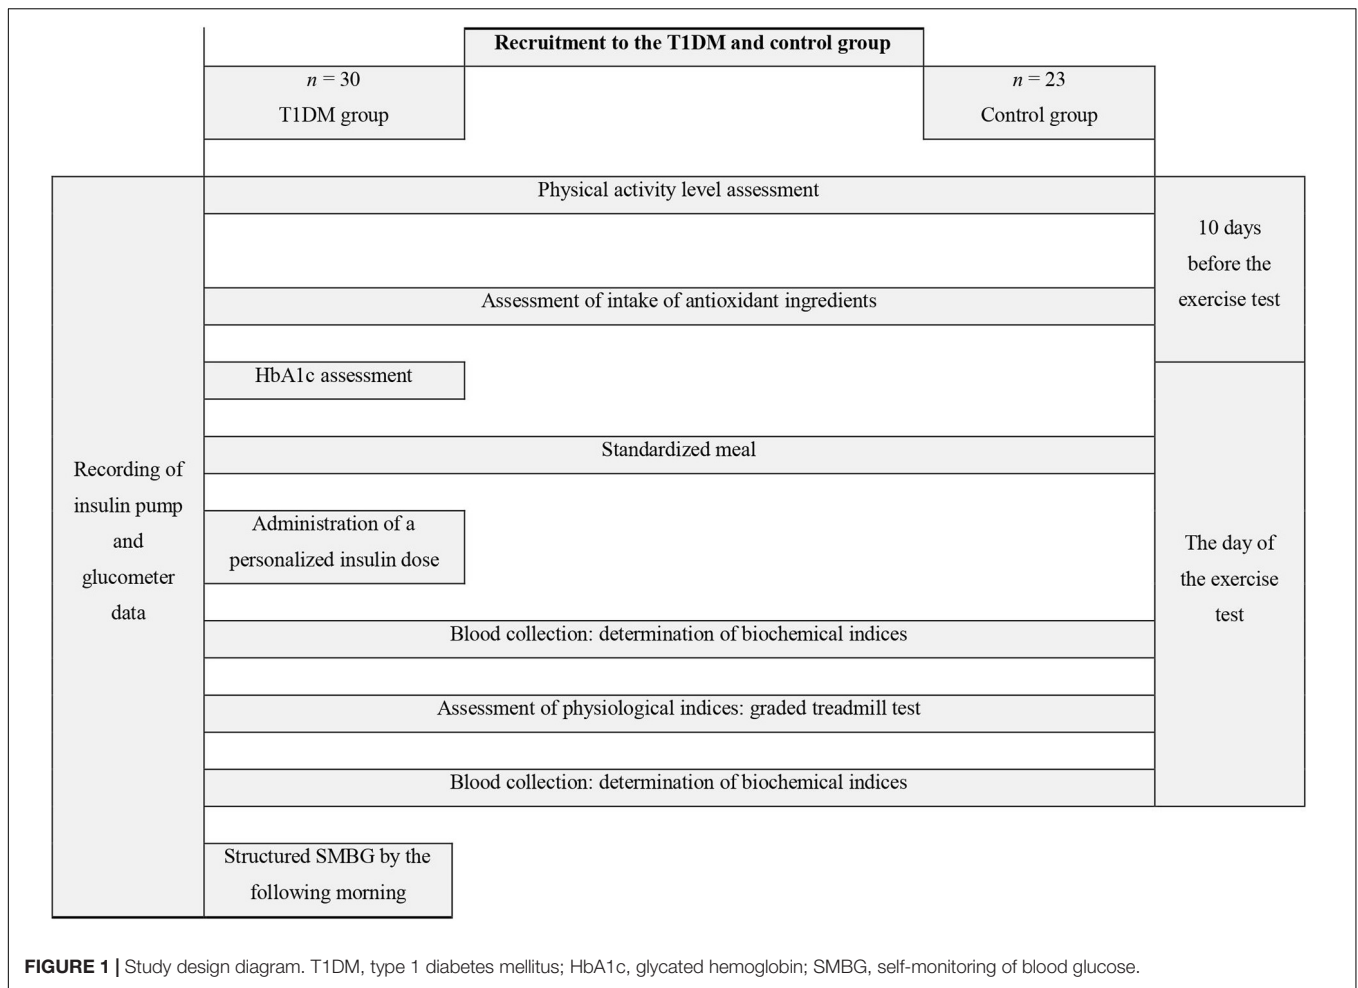 Recruitment to the T1DM and control group
n = 30
T1DM group
n = 23
Control group
Physical activity level assessment
10 days
before the
exercise test
Assessment of intake of antioxidant ingredients
HbA1c assessment
Standardized meal
Recording of
insulin pump
and
glucometer
data
Administration of a
personalized insulin dose
The day of
the exercise
test
Blood collection: determination of biochemical indices
Assessment of physiological indices: graded treadmill test
Blood collection: determination of biochemical indices
Structured SMBG by the
following morning
FIGURE 1 | Study design diagram. T1DM, type 1 diabetes mellitus; HbA1c, glycated hemoglobin; SMBG, self-monitoring of blood glucose.